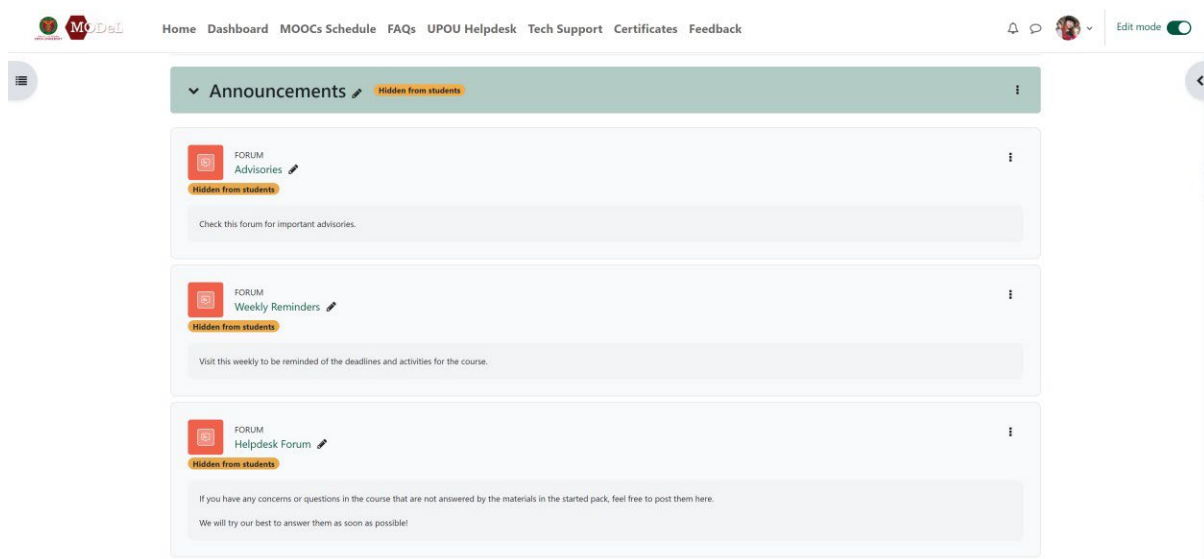 MODeL Home Dashboard MOOCs Schedule FAQs UPOU Helpdesk Tech Support Certificates Feedback Edit mode
Announcements Hidden from students
FORUM
Advisories
Hidden from students
Check this forum for important advisories.
FORUM
Weekly Reminders
Hidden from students
Visit this weekly to be reminded of the deadlines and activities for the course.
FORUM
Helpdesk Forum
Hidden from students
If you have any concerns or questions in the course that are not answered by the materials in the started pack, feel free to post them here.
We will try our best to answer them as soon as possible!